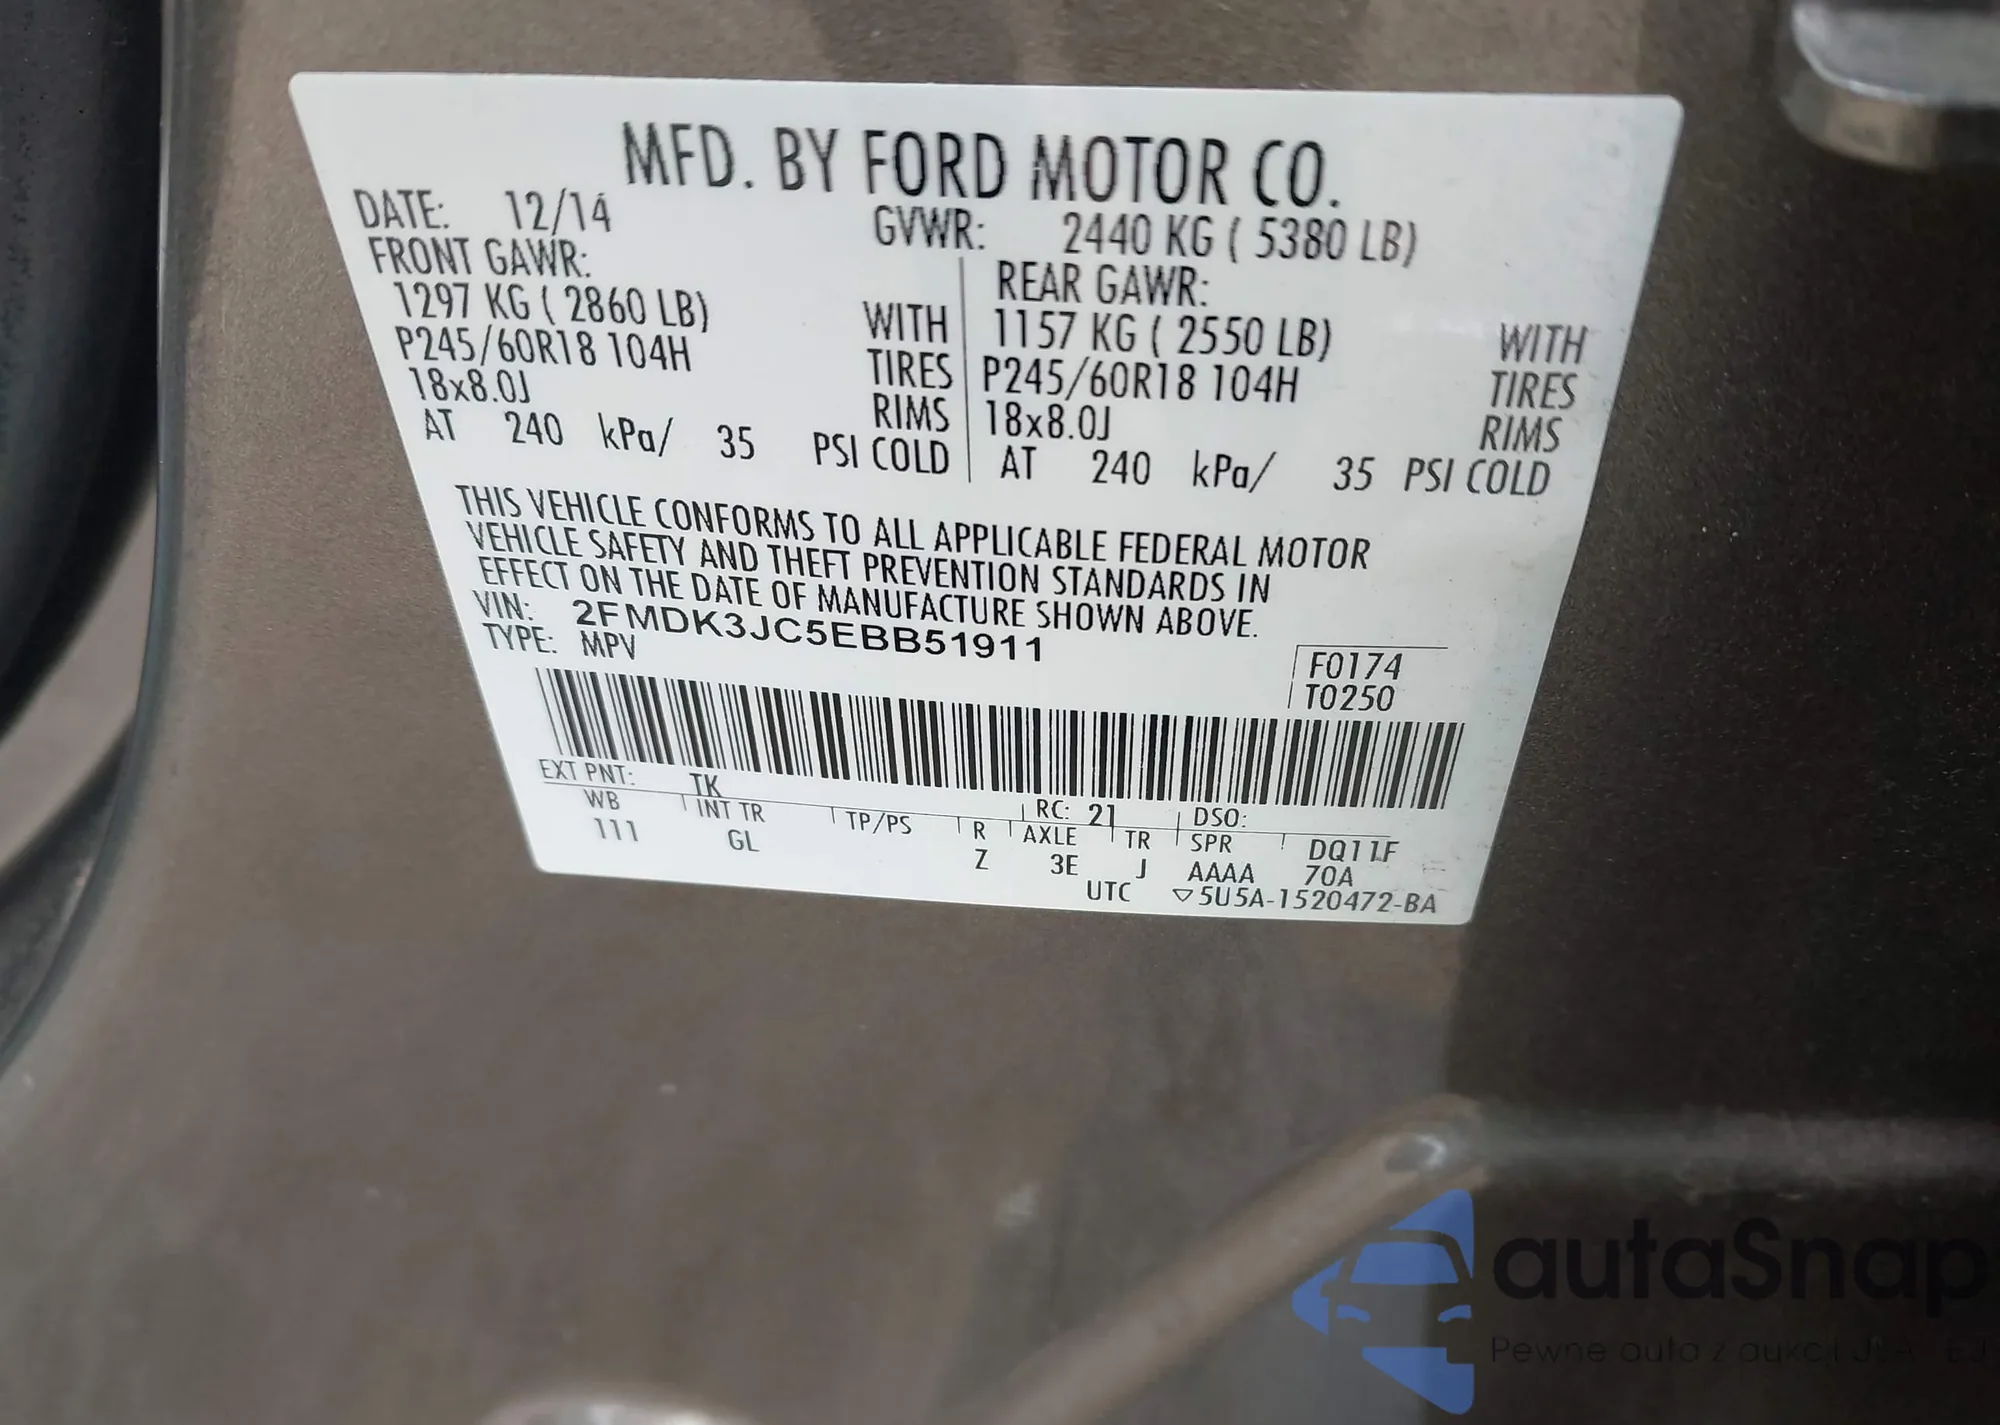 MFD. BY FORD MOTOR CO.
DATE: 12/14 GVWR: 2440 KG ( 5380 LB)
FRONT GAWR: REAR GAWR:
1297 KG ( 2860 LB) WITH 1157 KG ( 2550 LB) WITH
P245/60R18 104H TIRES P245/60R18 104H TIRES
18x8.0J RIMS 18x8.0J RIMS
AT 240 kPa/ 35 PSI COLD AT 240 kPa/ 35 PSI COLD
THIS VEHICLE CONFORMS TO ALL APPLICABLE FEDERAL MOTOR
VEHICLE SAFETY AND THEFT PREVENTION STANDARDS IN
EFFECT ON THE DATE OF MANUFACTURE SHOWN ABOVE.
VIN: 2FMDK3JC5EBB51911
TYPE: MPV
F0174
T0250
EXT PNT: TK RC: 21 DSO:
WB INT TR TP/PS R AXLE TR SPR DQ11F
111 GL Z 3E J AAAA 70A
UTC ▽5U5A-1520472-BA
autaSnap
Pewne auta z aukcji